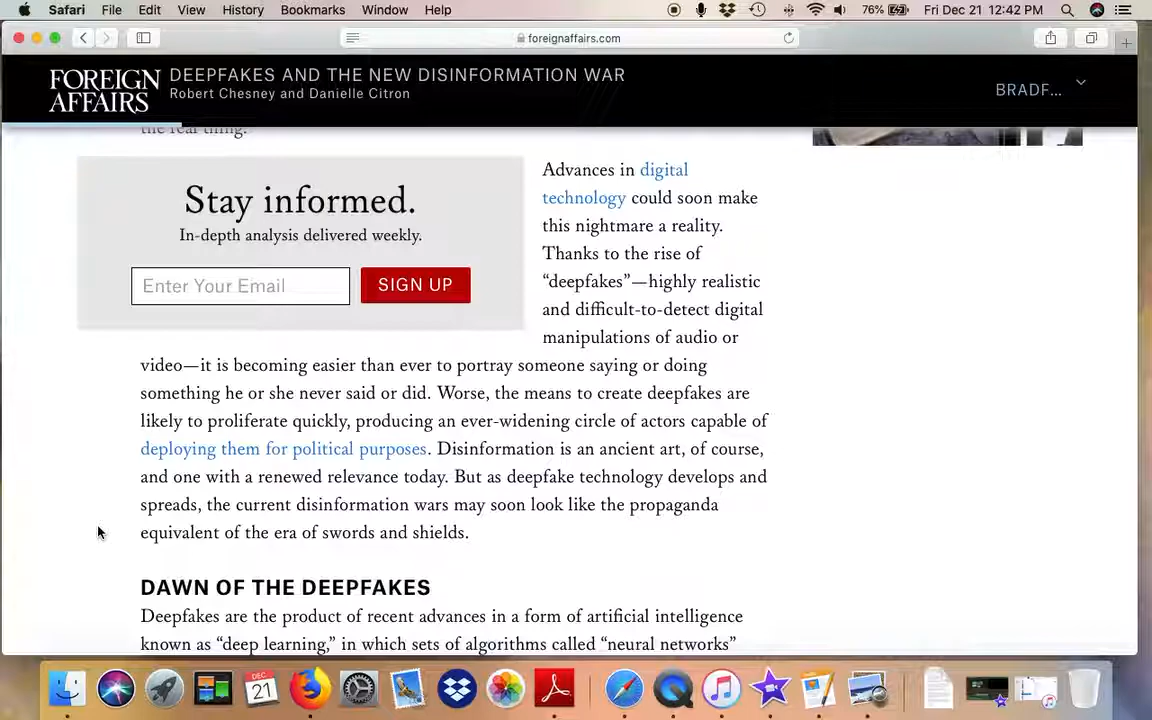 Safari File Edit View History Bookmarks Window Help 76% Fri Dec 21 12:42 PM
foreignaffairs.com
FOREIGN AFFAIRS
DEEPFAKES AND THE NEW DISINFORMATION WAR
Robert Chesney and Danielle Citron
BRADF...
the real thing.
Stay informed.
In-depth analysis delivered weekly.
Enter Your Email SIGN UP
Advances in digital
technology could soon make
this nightmare a reality.
Thanks to the rise of
“deepfakes”—highly realistic
and difficult-to-detect digital
manipulations of audio or
video—it is becoming easier than ever to portray someone saying or doing
something he or she never said or did. Worse, the means to create deepfakes are
likely to proliferate quickly, producing an ever-widening circle of actors capable of
deploying them for political purposes. Disinformation is an ancient art, of course,
and one with a renewed relevance today. But as deepfake technology develops and
spreads, the current disinformation wars may soon look like the propaganda
equivalent of the era of swords and shields.
DAWN OF THE DEEPFAKES
Deepfakes are the product of recent advances in a form of artificial intelligence
known as “deep learning,” in which sets of algorithms called “neural networks”
DEC
21